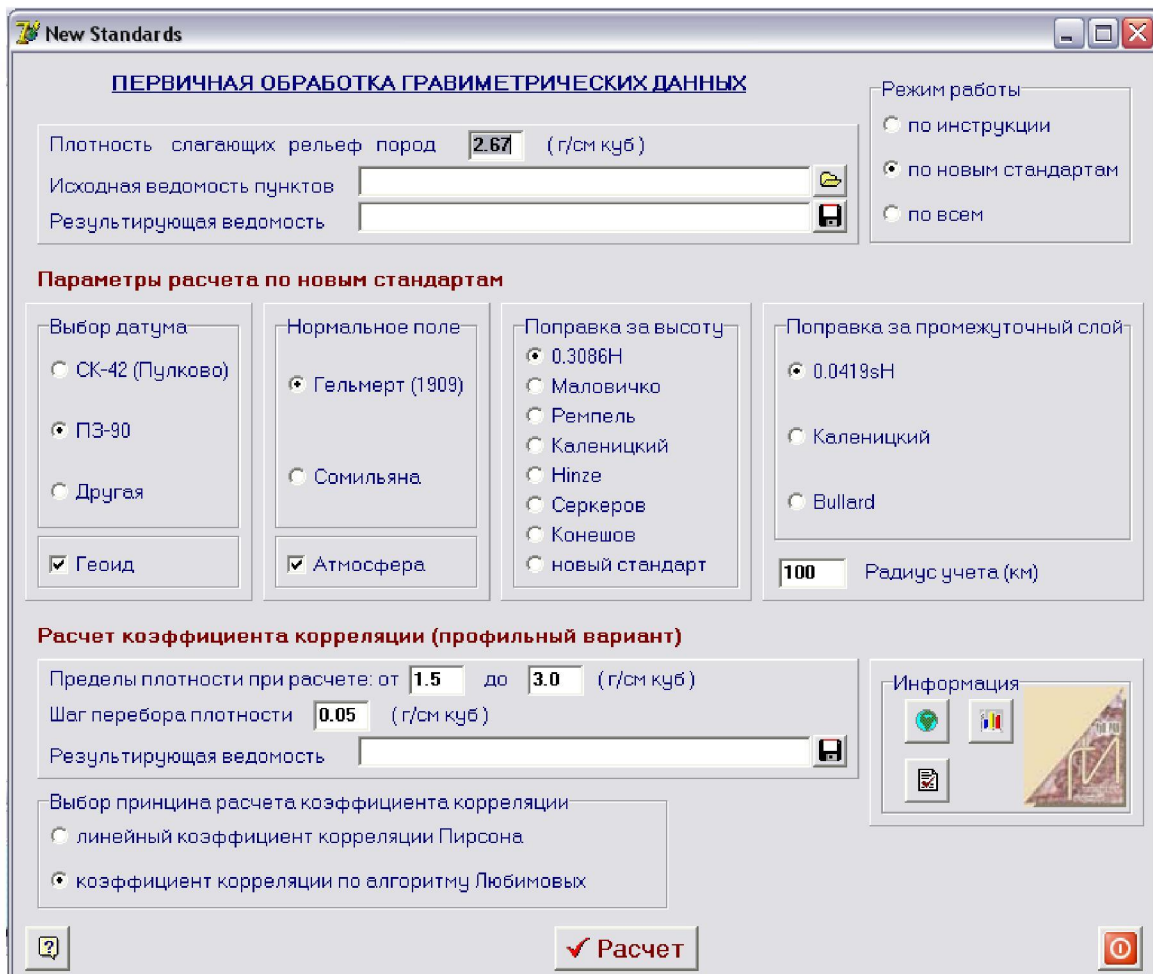 New Standards
ПЕРВИЧНАЯ ОБРАБОТКА ГРАВИМЕТРИЧЕСКИХ ДАННЫХ
Плотность слагающих рельеф пород 2.67 (г/см куб)
Исходная ведомость пунктов
Результирующая ведомость
Режим работы
по инструкции
по новым стандартам
по всем
Параметры расчета по новым стандартам
Выбор датума
СК-42 (Пулково)
ПЗ-90
Другая
Геоид
Нормальное поле
Гельмерт (1909)
Сомильяна
Атмосфера
Поправка за высоту
0.3086H
Маловичко
Ремпель
Каленицкий
Hinze
Серкеров
Конешов
новый стандарт
Поправка за промежуточный слой
0.0419sH
Каленицкий
Bullard
100 Радиус учета (км)
Расчет коэффициента корреляции (профильный вариант)
Пределы плотности при расчете: от 1.5 до 3.0 (г/см куб)
Шаг перебора плотности 0.05 (г/см куб)
Результирующая ведомость
Информация
Выбор принцина расчета коэффициента корреляции
линейный коэффициент корреляции Пирсона
коэффициент корреляции по алгоритму Любимовых
Расчет